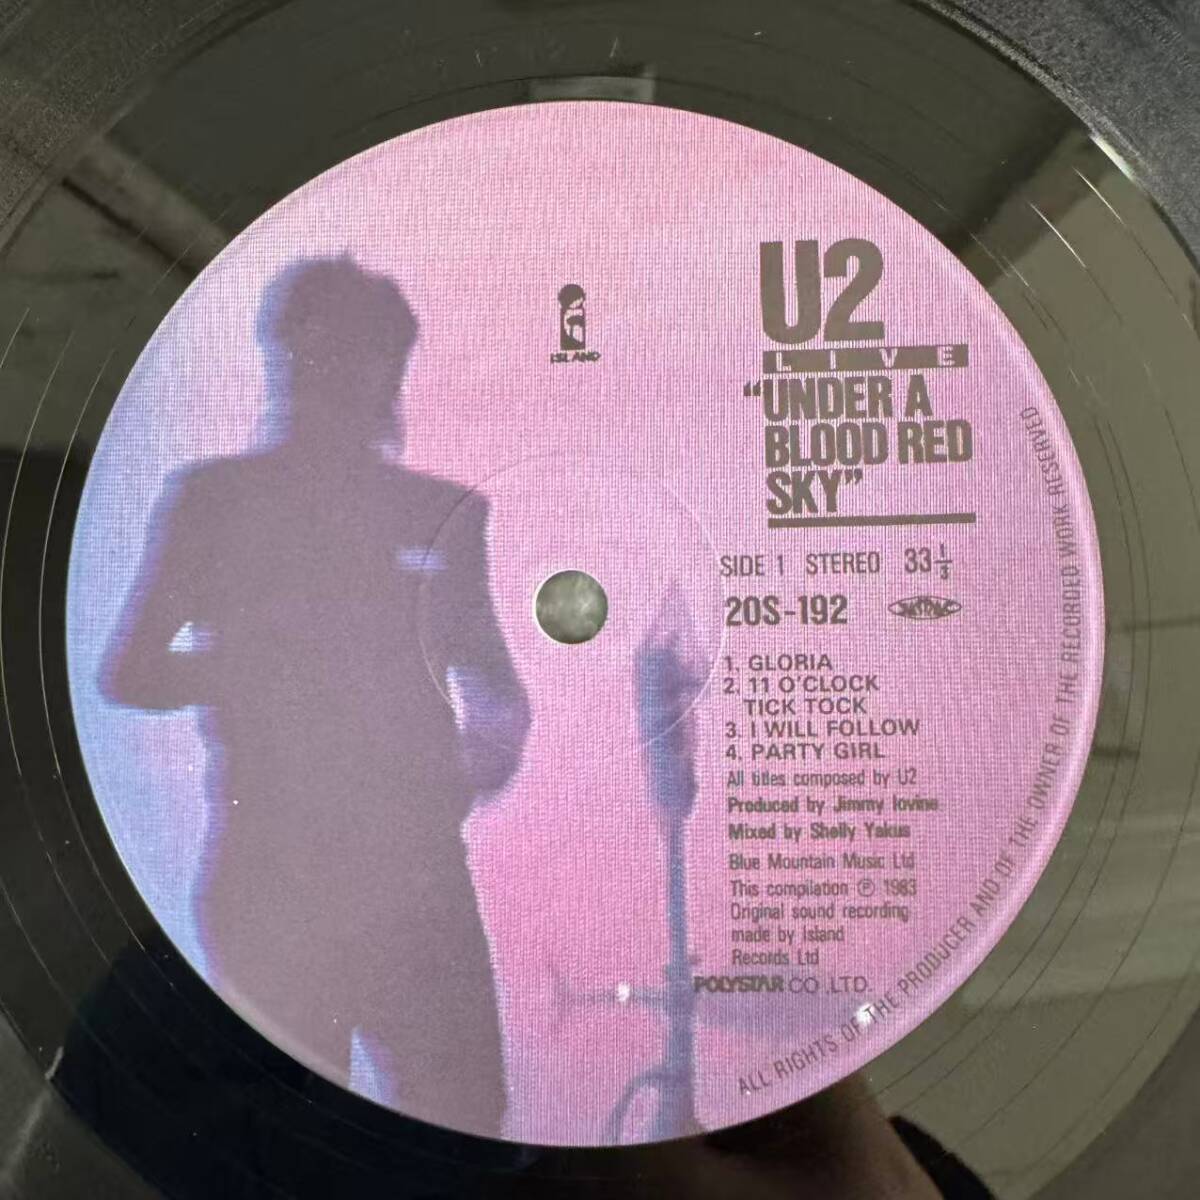 ISLAND
U2
LIVE
“UNDER A
BLOOD RED
SKY”
SIDE 1 STEREO 33⅓
20S-192
1. GLORIA
2. 11 O'CLOCK
TICK TOCK
3. I WILL FOLLOW
4. PARTY GIRL
All titles composed by U2
Produced by Jimmy Iovine
Mixed by Shelly Yakus
Blue Mountain Music Ltd
This compilation ℗ 1983
Original sound recording
made by Island
Records Ltd
POLYSTAR CO.,LTD.
ALL RIGHTS OF THE PRODUCER AND OF THE OWNER OF THE RECORDED WORK RESERVED